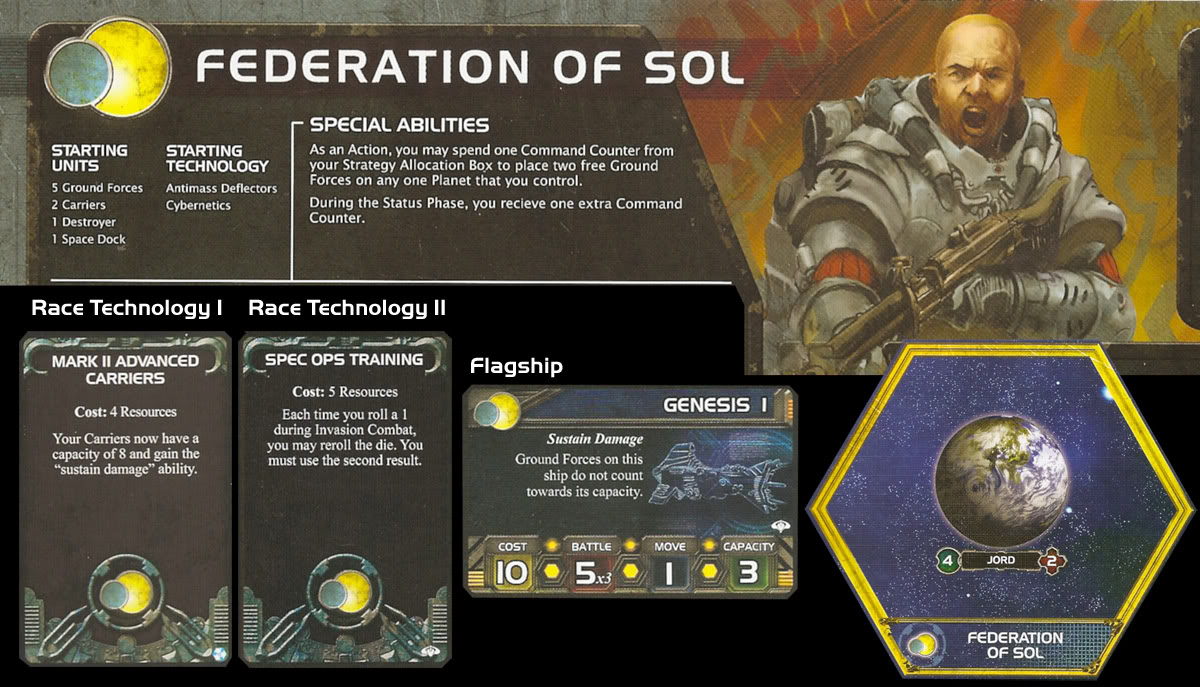 FEDERATION OF SOL
STARTING
UNITS
5 Ground Forces
2 Carriers
1 Destroyer
1 Space Dock
STARTING
TECHNOLOGY
Antimass Deflectors
Cybernetics
SPECIAL ABILITIES
As an Action, you may spend one Command Counter from
your Strategy Allocation Box to place two free Ground
Forces on any one Planet that you control.
During the Status Phase, you recieve one extra Command
Counter.
Race Technology I
MARK II ADVANCED
CARRIERS
Cost: 4 Resources
Your Carriers now have a
capacity of 8 and gain the
“sustain damage” ability.
Race Technology II
SPEC OPS TRAINING
Cost: 5 Resources
Each time you roll a 1
during Invasion Combat,
you may reroll the die. You
must use the second result.
Flagship
GENESIS I
Sustain Damage
Ground Forces on this
ship do not count
towards its capacity.
COST BATTLE MOVE CAPACITY
10 5x3 1 3
4 JORD 2
FEDERATION
OF SOL